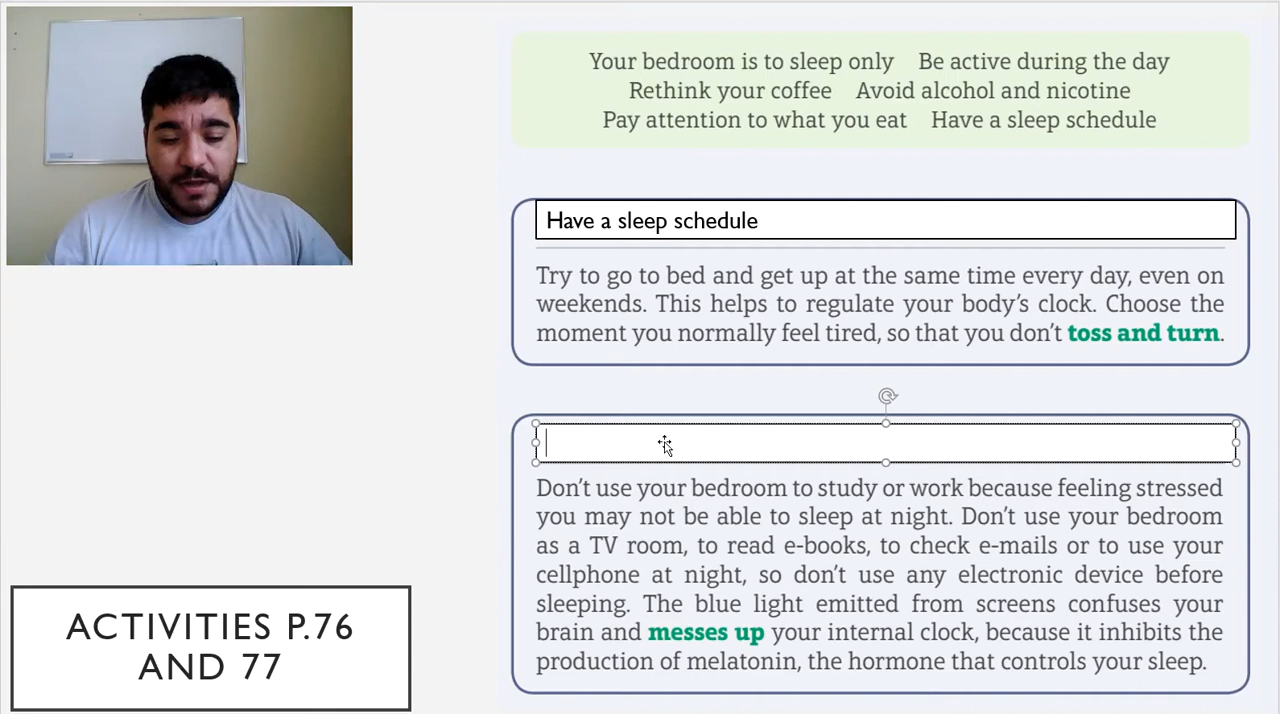 Your bedroom is to sleep only Be active during the day
Rethink your coffee Avoid alcohol and nicotine
Pay attention to what you eat Have a sleep schedule
Have a sleep schedule
Try to go to bed and get up at the same time every day, even on
weekends. This helps to regulate your body’s clock. Choose the
moment you normally feel tired, so that you don’t toss and turn.
Don’t use your bedroom to study or work because feeling stressed
you may not be able to sleep at night. Don’t use your bedroom
as a TV room, to read e-books, to check e-mails or to use your
cellphone at night, so don’t use any electronic device before
sleeping. The blue light emitted from screens confuses your
brain and messes up your internal clock, because it inhibits the
production of melatonin, the hormone that controls your sleep.
ACTIVITIES P.76
AND 77